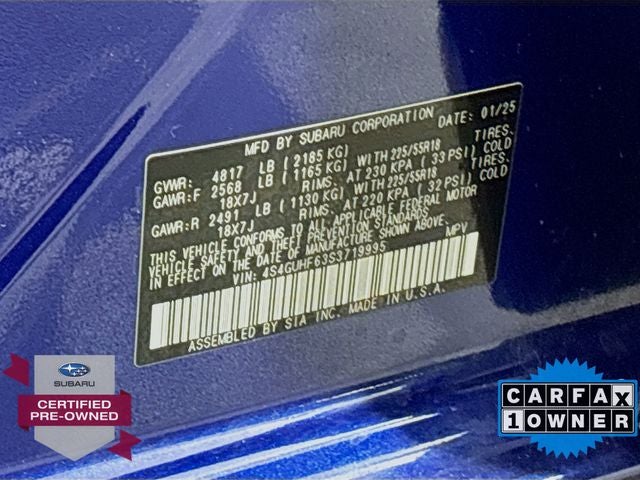 MFD BY SUBARU CORPORATION DATE: 01/25
GVWR: 4817 LB (2185 KG)
GAWR:F 2568 LB (1165 KG) WITH 225/55R18 TIRES,
18X7J RIMS, AT 230 KPA (33 PSI) COLD
GAWR:R 2491 LB (1130 KG) WITH 225/55R18 TIRES,
18X7J RIMS, AT 220 KPA (32 PSI) COLD
THIS VEHICLE CONFORMS TO ALL APPLICABLE FEDERAL MOTOR
VEHICLE SAFETY AND THEFT PREVENTION STANDARDS
IN EFFECT ON THE DATE OF MANUFACTURE SHOWN ABOVE.
VIN: 4S4GUHF63S3719995 MPV
ASSEMBLED BY SIA INC. MADE IN U.S.A.
SUBARU
CERTIFIED
PRE-OWNED
CARFAX
1 OWNER